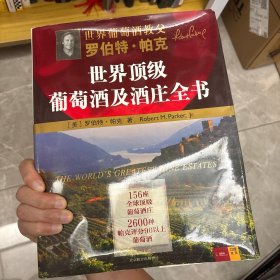 世界葡萄酒教父
罗伯特·帕克
世界顶级
葡萄酒及酒庄全书
[美]罗伯特·帕克 著 Robert M. Parker, Jr.
THE WORLD'S GREATEST WINE ESTATES
156座
全球顶级
葡萄酒庄
2600种
帕克评分90以上
葡萄酒